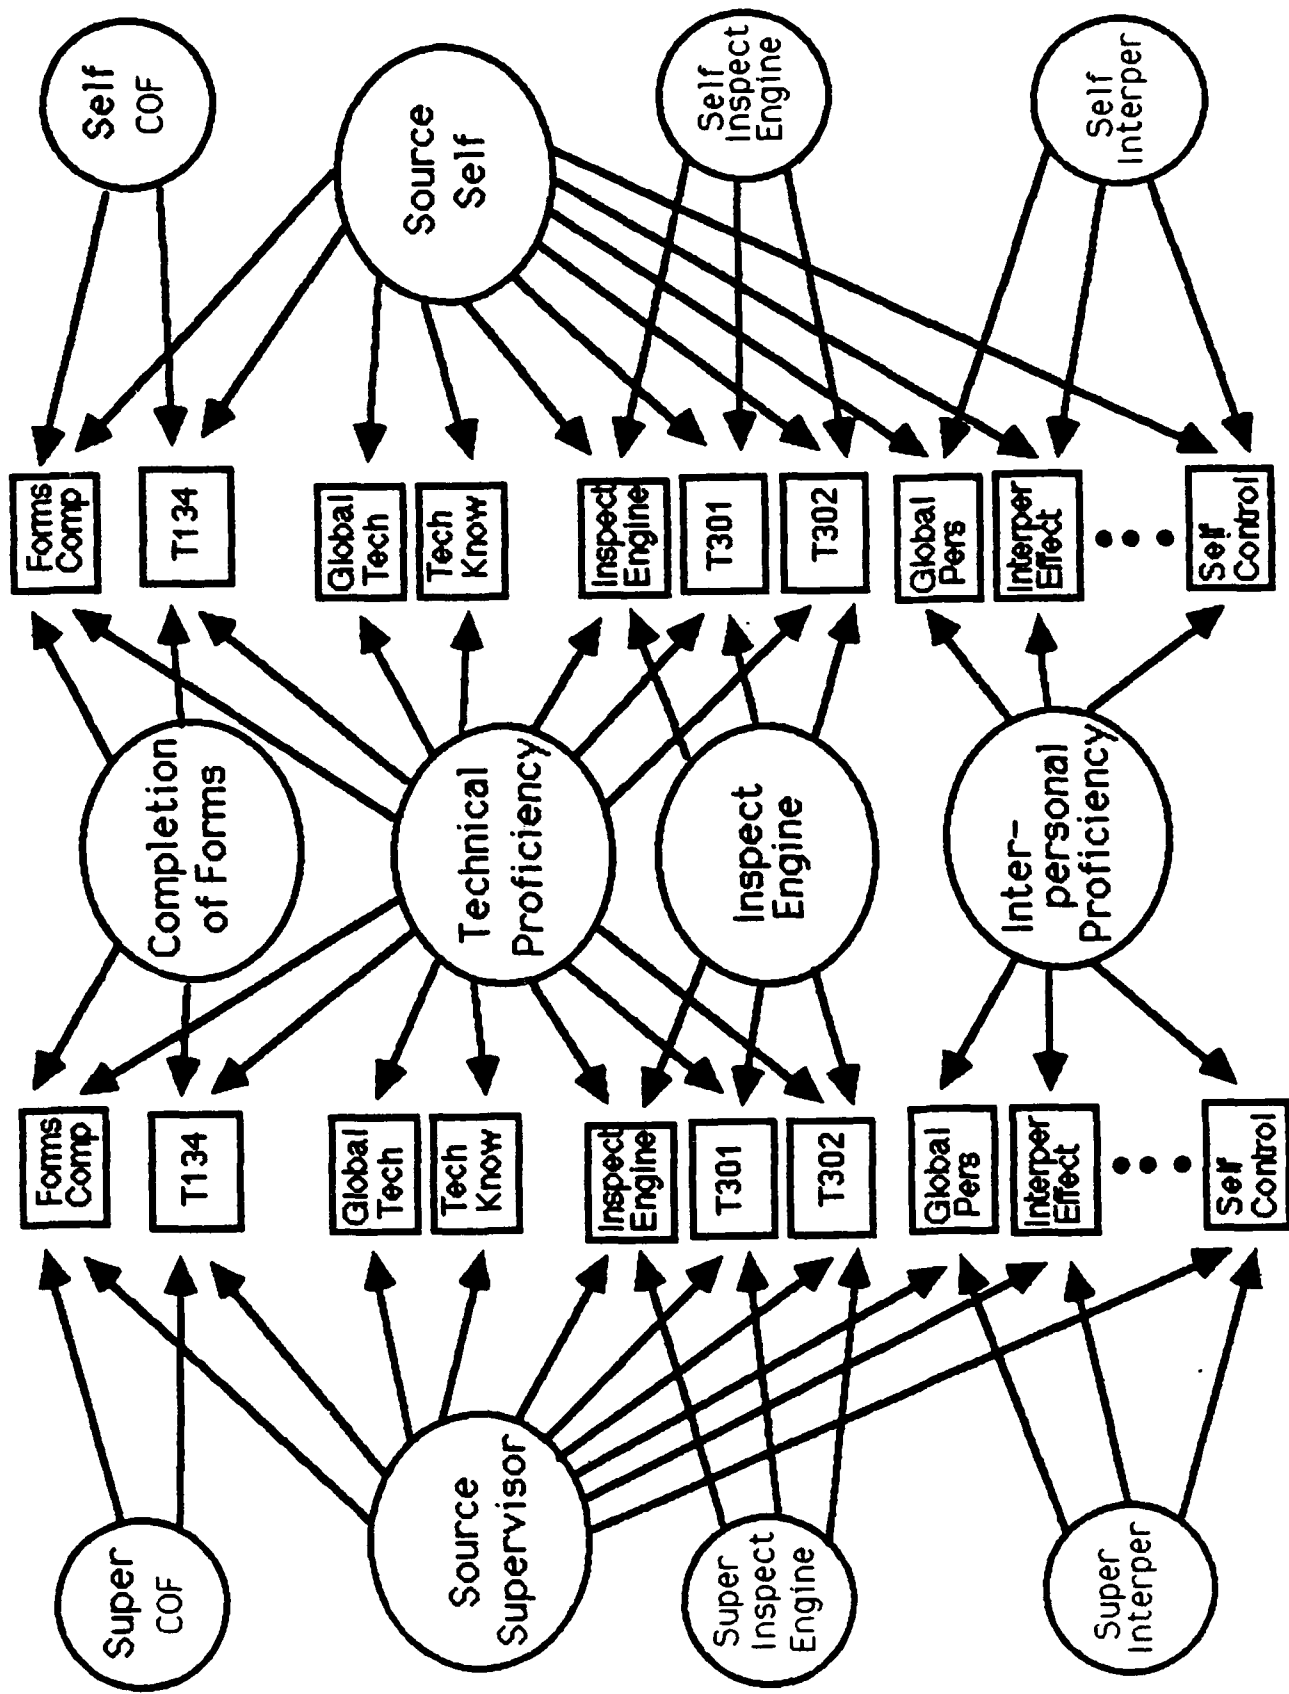 Super
COF
Source
Supervisor
Super
Inspect
Engine
Super
Interper
Forms
Comp
T134
Global
Tech
Tech
Know
Inspect
Engine
T301
T302
Global
Pers
Interper
Effect
• • •
Self
Control
Completion
of Forms
Technical
Proficiency
Inspect
Engine
Inter-
personal
Proficiency
Forms
Comp
T134
Global
Tech
Tech
Know
Inspect
Engine
T301
T302
Global
Pers
Interper
Effect
• • •
Self
Control
Self
COF
Source
Self
Self
Inspect
Engine
Self
Interper